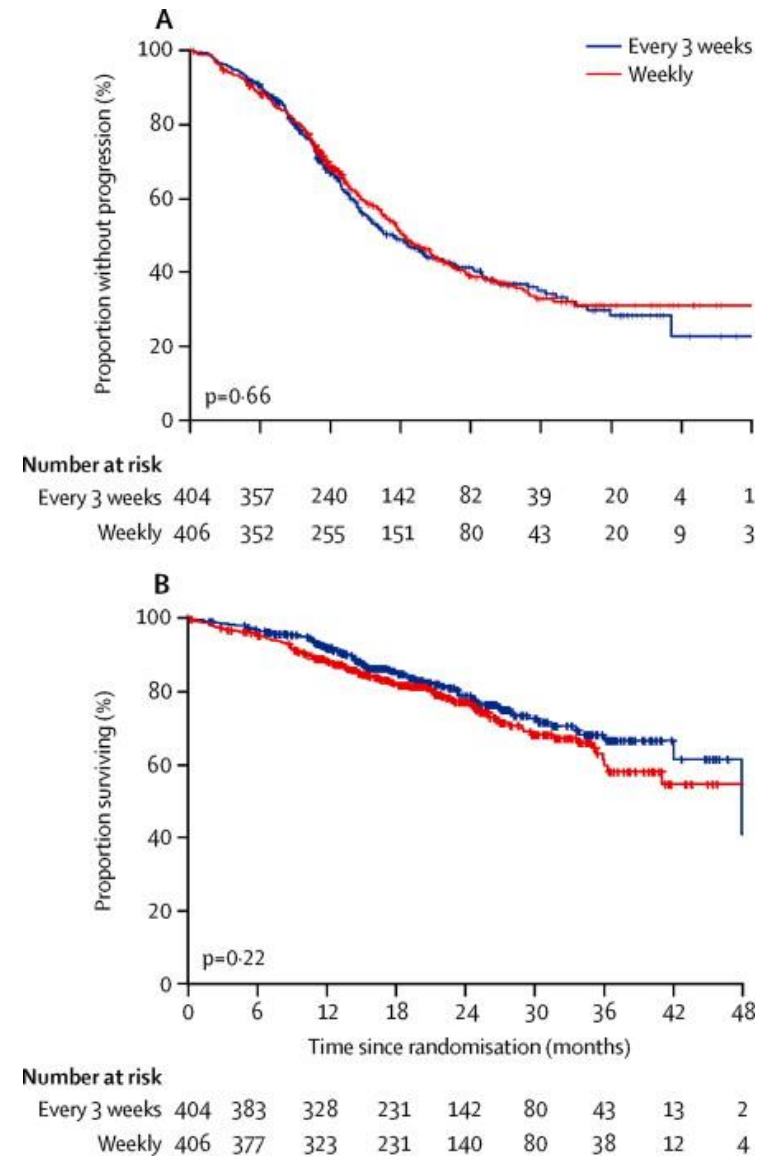 A
Every 3 weeks
Weekly
Proportion without progression (%)
100
80
60
40
20
0
p=0·66
Number at risk
Every 3 weeks 404 357 240 142 82 39 20 4 1
Weekly 406 352 255 151 80 43 20 9 3
B
Proportion surviving (%)
100
80
60
40
20
0
p=0·22
0 6 12 18 24 30 36 42 48
Time since randomisation (months)
Number at risk
Every 3 weeks 404 383 328 231 142 80 43 13 2
Weekly 406 377 323 231 140 80 38 12 4